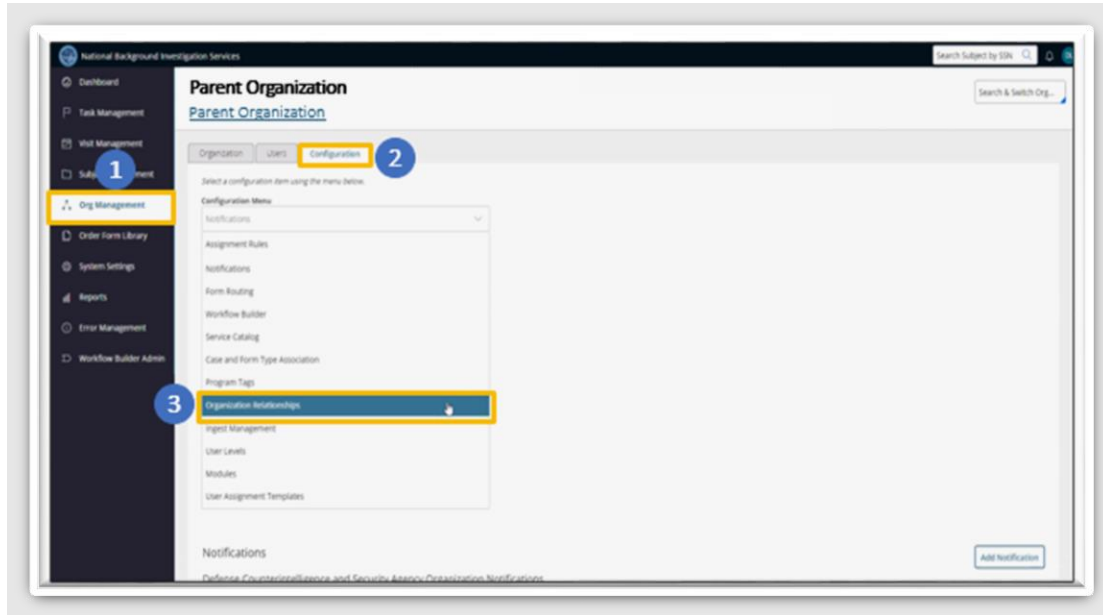 National Background Investigation Services
Search Subject by SSN
Dashboard
Task Management
Visit Management
1
Org Management
Order Form Library
System Settings
Reports
Error Management
Workflow Builder Admin
Parent Organization
Parent Organization
Search & Switch Org...
Organization
Users
Configuration
2
Select a configuration item using the menu below.
Configuration Menu
Notifications
Assignment Rules
Notifications
Form Routing
Workflow Builder
Service Catalog
Case and Form Type Association
Program Tags
3
Organization Relationships
Ingest Management
User Levels
Modules
User Assignment Templates
Notifications
Add Notification
Defense Counterintelligence and Security Agency Organization Notifications